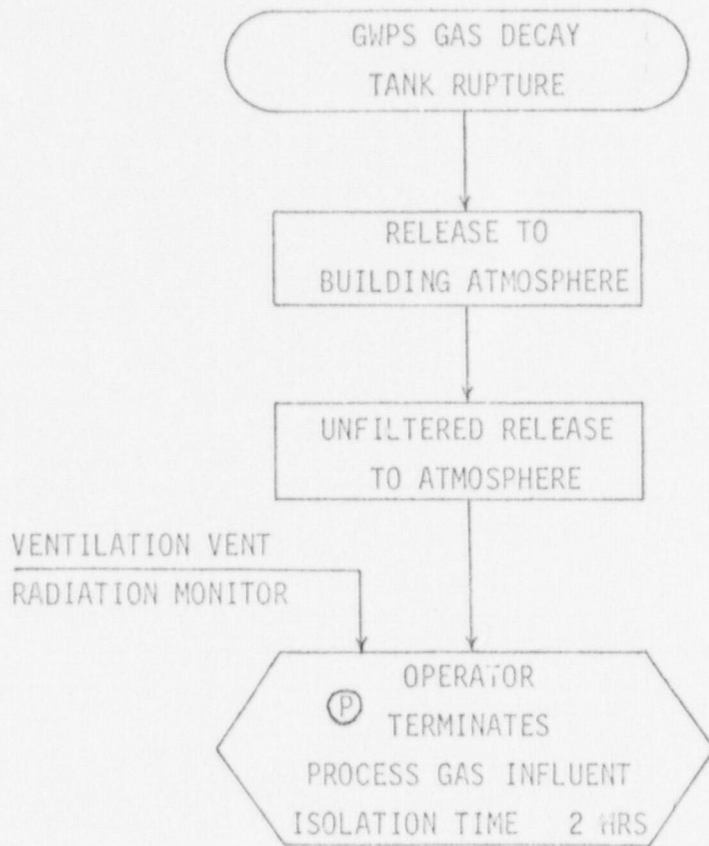 GWPS GAS DECAY
TANK RUPTURE
RELEASE TO
BUILDING ATMOSPHERE
UNFILTERED RELEASE
TO ATMOSPHERE
VENTILATION VENT
RADIATION MONITOR
OPERATOR
P
TERMINATES
PROCESS GAS INFLUENT
ISOLATION TIME 2 HRS